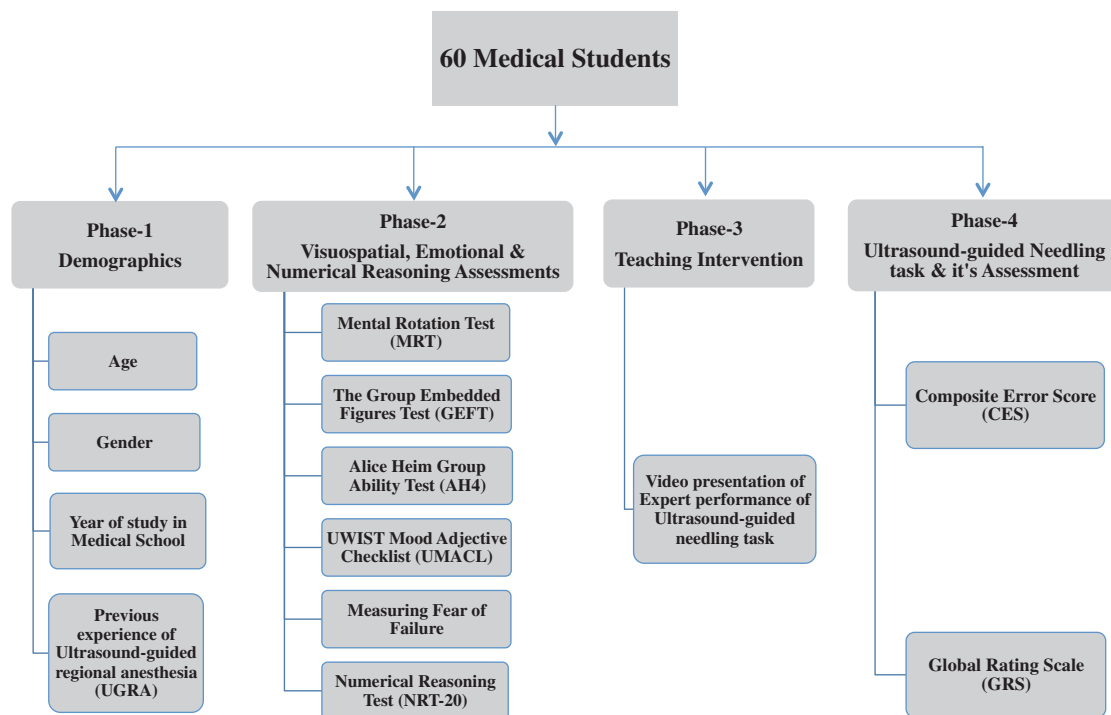 60 Medical Students
Phase-1
Demographics
Age
Gender
Year of study in
Medical School
Previous
experience of
Ultrasound-guided
regional anesthesia
(UGRA)
Phase-2
Visuospatial, Emotional &
Numerical Reasoning Assessments
Mental Rotation Test
(MRT)
The Group Embedded
Figures Test (GEFT)
Alice Heim Group
Ability Test (AH4)
UWIST Mood Adjective
Checklist (UMACL)
Measuring Fear of
Failure
Numerical Reasoning
Test (NRT-20)
Phase-3
Teaching Intervention
Video presentation of
Expert performance of
Ultrasound-guided
needling task
Phase-4
Ultrasound-guided Needling
task & it's Assessment
Composite Error Score
(CES)
Global Rating Scale
(GRS)